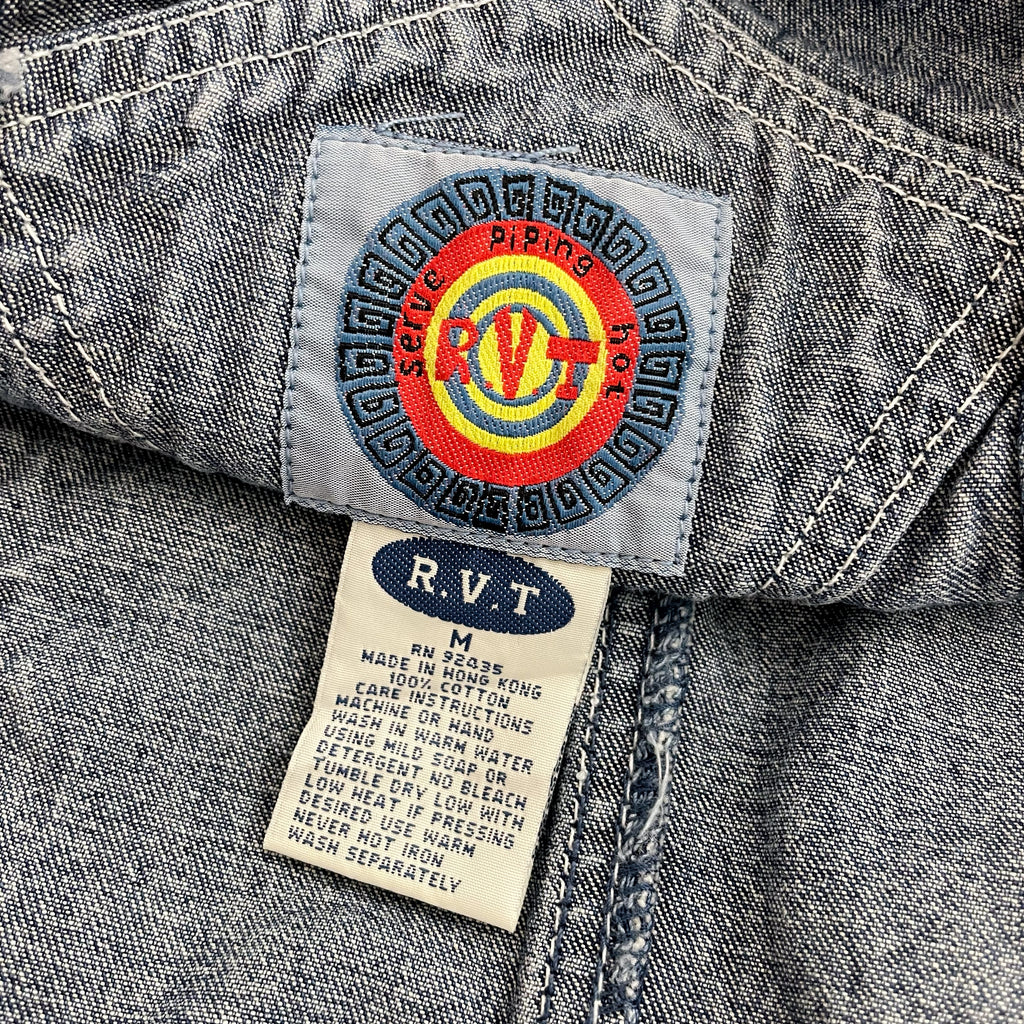 serve PiPing hot
R.V.T
R.V.T
M
RN 92435
MADE IN HONG KONG
100% COTTON
CARE INSTRUCTIONS
MACHINE OR HAND
WASH IN WARM WATER
USING MILD SOAP OR
DETERGENT NO BLEACH
TUMBLE DRY LOW WITH
LOW HEAT IF PRESSING
DESIRED USE WARM
NEVER HOT IRON
WASH SEPARATELY